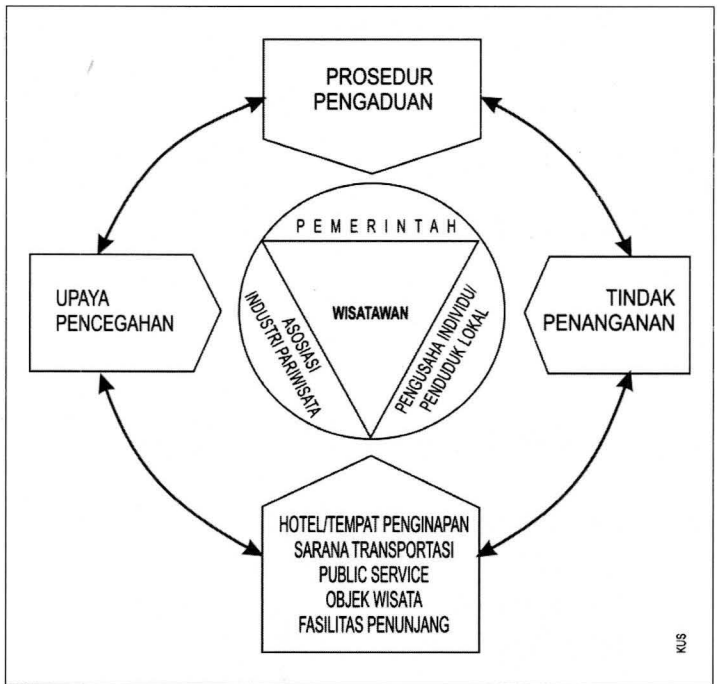 PROSEDUR
PENGADUAN
PEMERINTAH
UPAYA
PENCEGAHAN
ASOSIASI
INDUSTRI PARIWISATA
WISATAWAN
PENGUSAHA INDIVIDU/
PENDUDUK LOKAL
TINDAK
PENANGANAN
HOTEL/TEMPAT PENGINAPAN
SARANA TRANSPORTASI
PUBLIC SERVICE
OBJEK WISATA
FASILITAS PENUNJANG
KUS